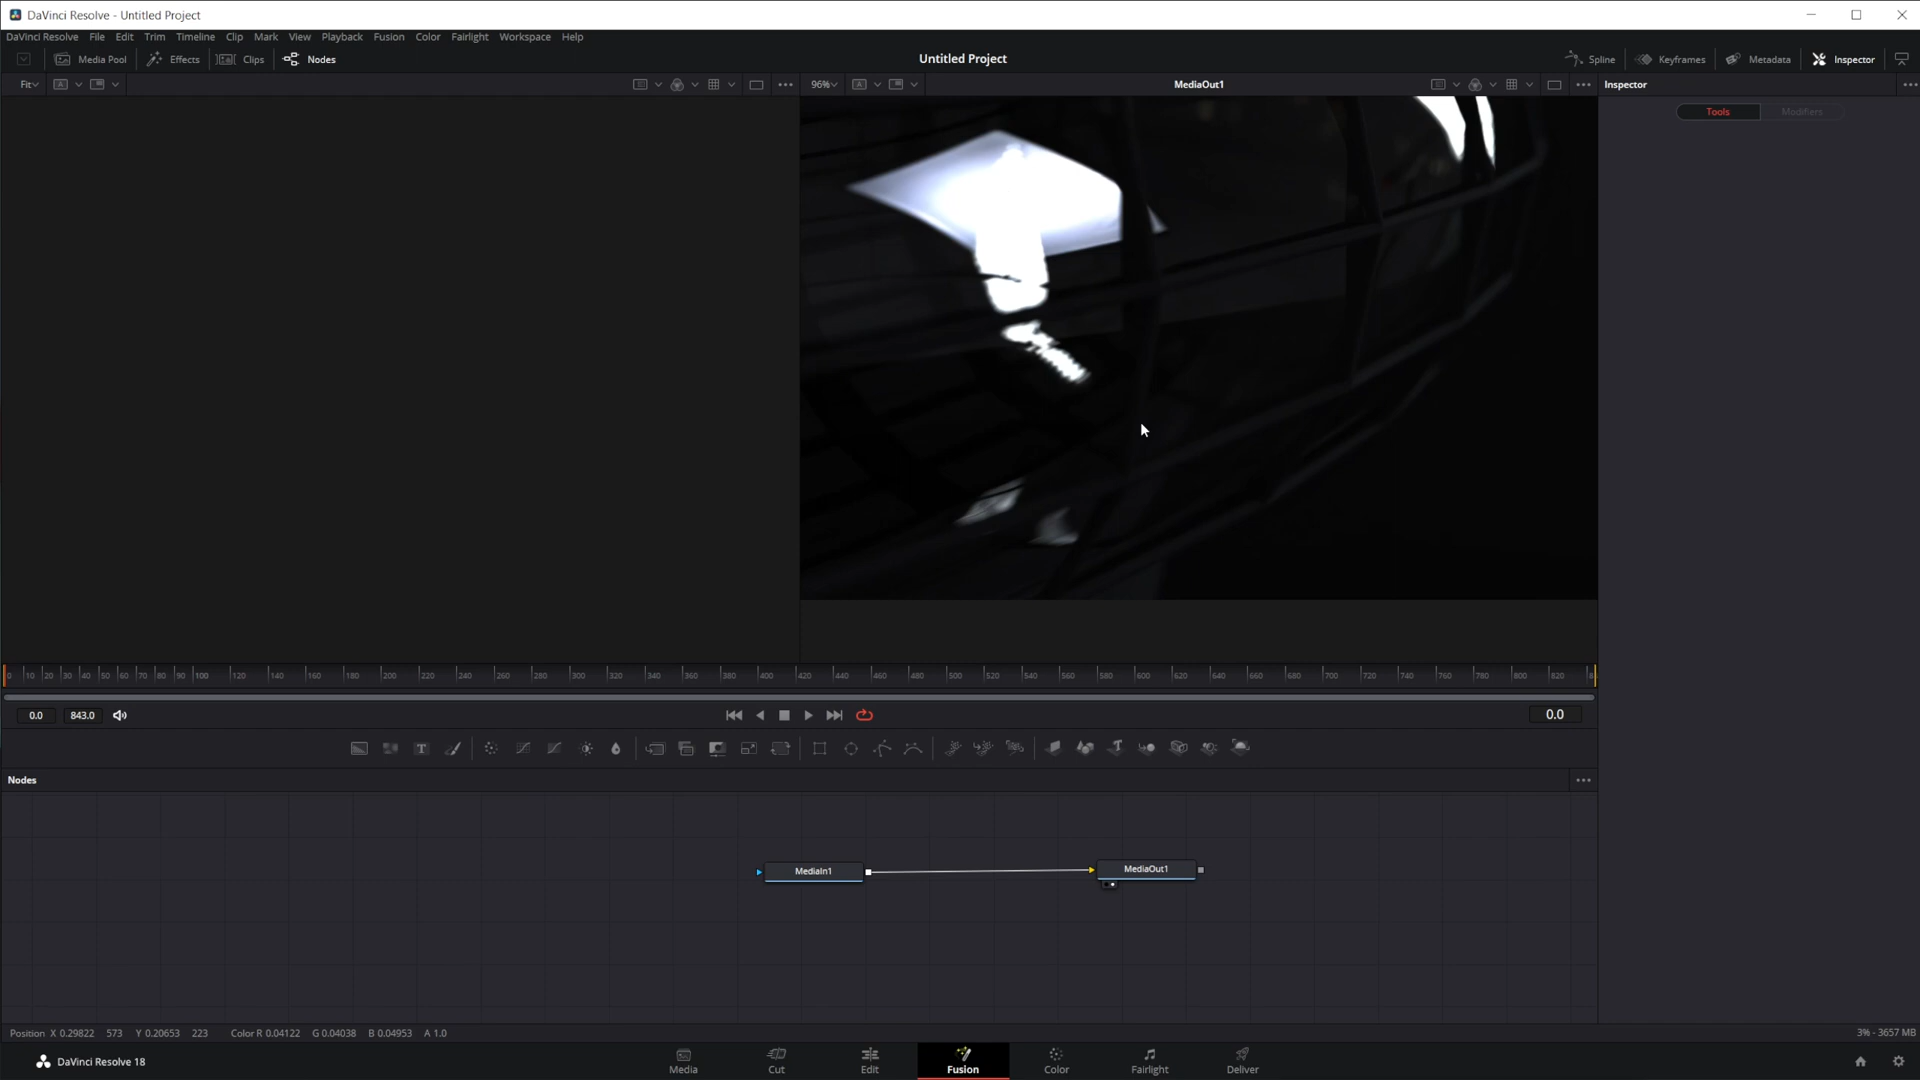 DaVinci Resolve - Untitled Project
DaVinci Resolve File Edit Trim Timeline Clip Mark View Playback Fusion Color Fairlight Workspace Help
Media Pool Effects Clips Nodes Untitled Project Spline Keyframes Metadata Inspector
Fit 96% MediaOut1 Inspector
Tools Modifiers
0 10 20 30 40 50 60 70 80 90 100 120 140 160 180 200 220 240 260 280 300 320 340 360 380 400 420 440 460 480 500 520 540 560 580 600 620 640 660 680 700 720 740 760 780 800 820
0.0 843.0 0.0
Nodes
MediaIn1 MediaOut1
Position X 0.29822 573 Y 0.20653 223 Color R 0.04122 G 0.04038 B 0.04953 A 1.0 3% - 3657 MB
DaVinci Resolve 18 Media Cut Edit Fusion Color Fairlight Deliver